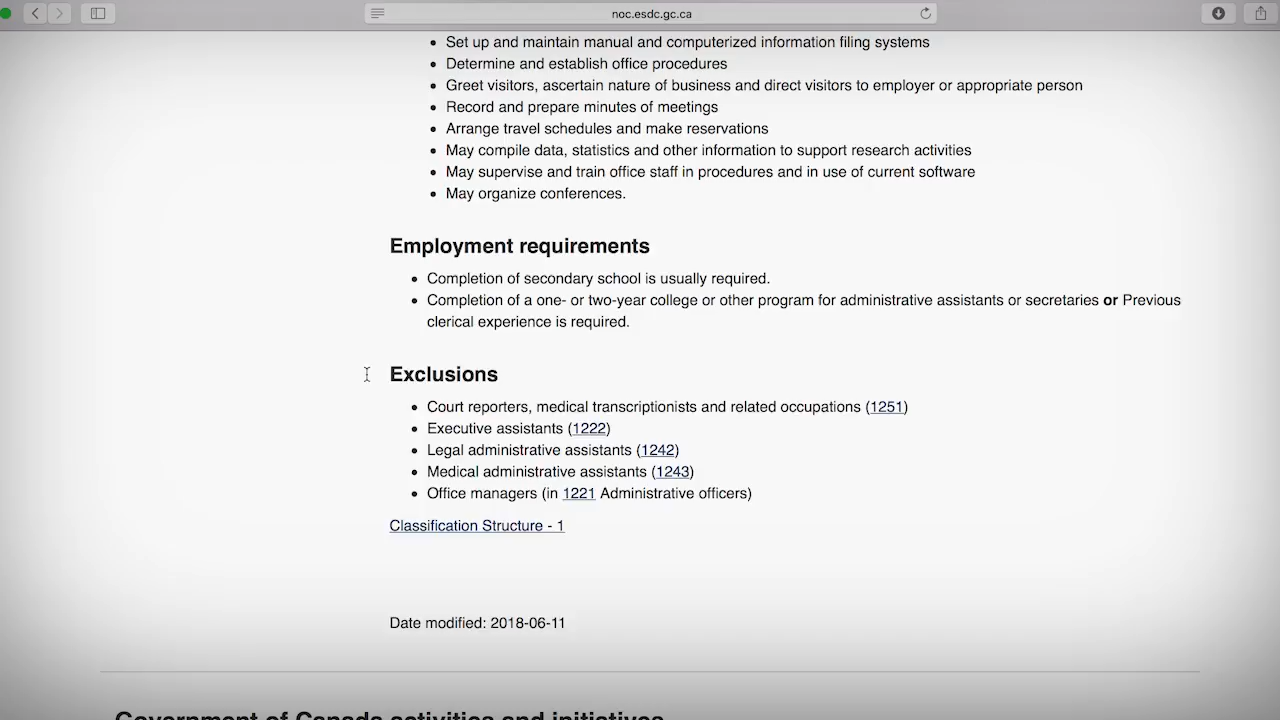 noc.esdc.gc.ca
Set up and maintain manual and computerized information filing systems
Determine and establish office procedures
Greet visitors, ascertain nature of business and direct visitors to employer or appropriate person
Record and prepare minutes of meetings
Arrange travel schedules and make reservations
May compile data, statistics and other information to support research activities
May supervise and train office staff in procedures and in use of current software
May organize conferences.
Employment requirements
Completion of secondary school is usually required.
Completion of a one- or two-year college or other program for administrative assistants or secretaries or Previous
clerical experience is required.
Exclusions
Court reporters, medical transcriptionists and related occupations (1251)
Executive assistants (1222)
Legal administrative assistants (1242)
Medical administrative assistants (1243)
Office managers (in 1221 Administrative officers)
Classification Structure - 1
Date modified: 2018-06-11
Government of Canada activities and initiatives